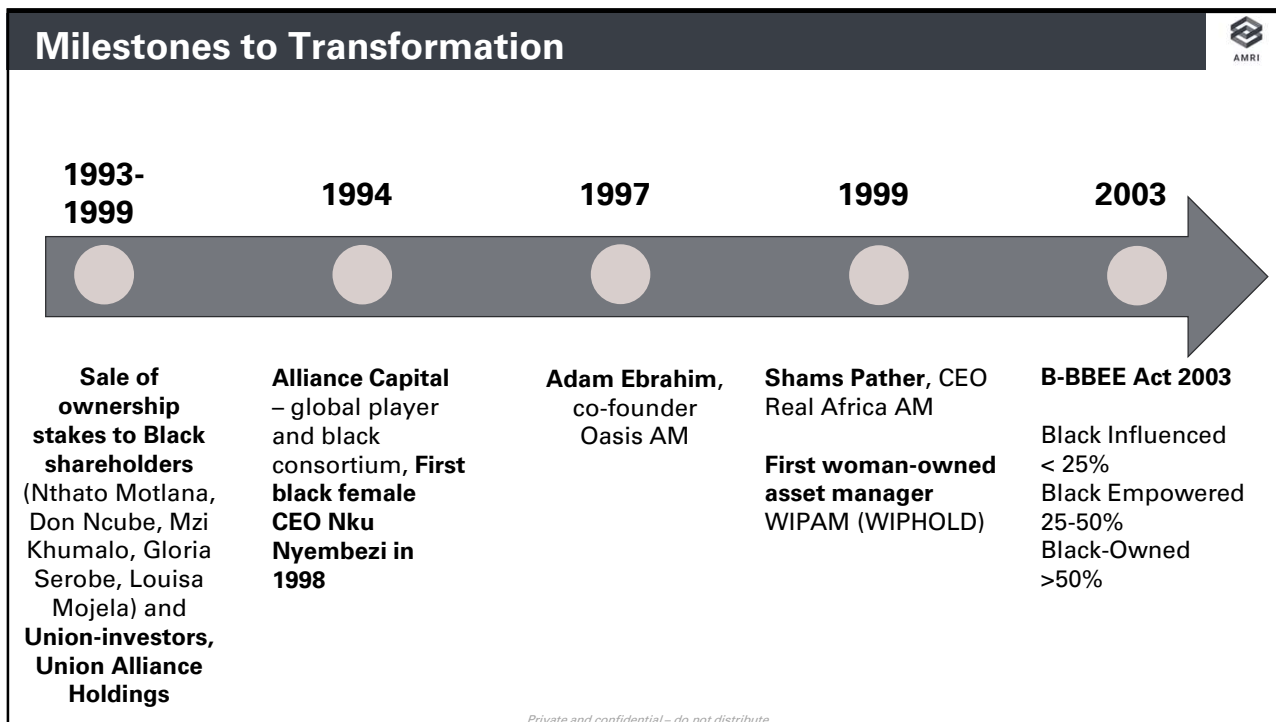 Milestones to Transformation
AMRI
1993-
1999
1994
1997
1999
2003
Sale of
ownership
stakes to Black
shareholders
(Nthato Motlana,
Don Ncube, Mzi
Khumalo, Gloria
Serobe, Louisa
Mojela) and
Union-investors,
Union Alliance
Holdings
Alliance Capital
– global player
and black
consortium, First
black female
CEO Nku
Nyembezi in
1998
Adam Ebrahim,
co-founder
Oasis AM
Shams Pather, CEO
Real Africa AM
First woman-owned
asset manager
WIPAM (WIPHOLD)
B-BBEE Act 2003
Black Influenced
< 25%
Black Empowered
25-50%
Black-Owned
>50%
Private and confidential – do not distribute